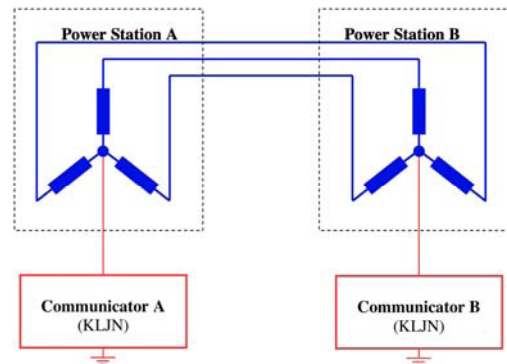 Power Station A
Power Station B
Communicator A
(KLJN)
Communicator B
(KLJN)